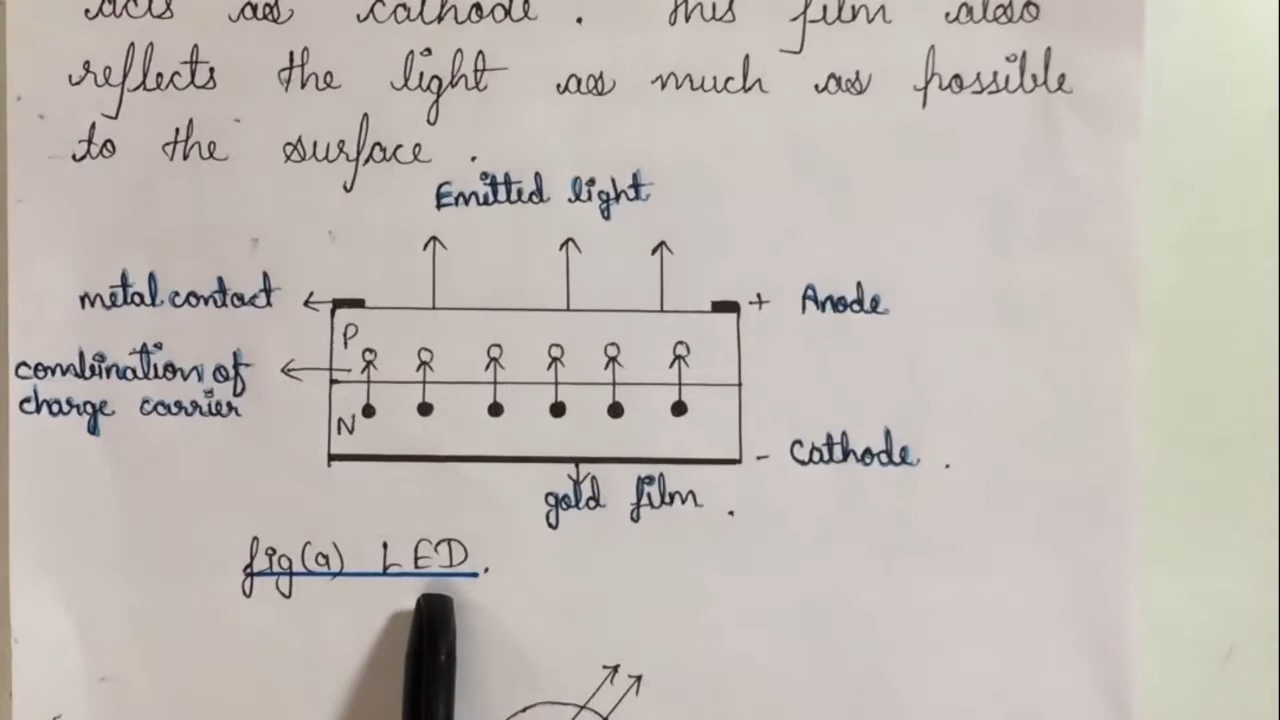 acts as cathode. This film also
reflects the light as much as possible
to the surface.
Emitted light
metal contact
+ Anode
P
combination of
charge carrier
N
- Cathode.
gold film.
fig(a) LED.